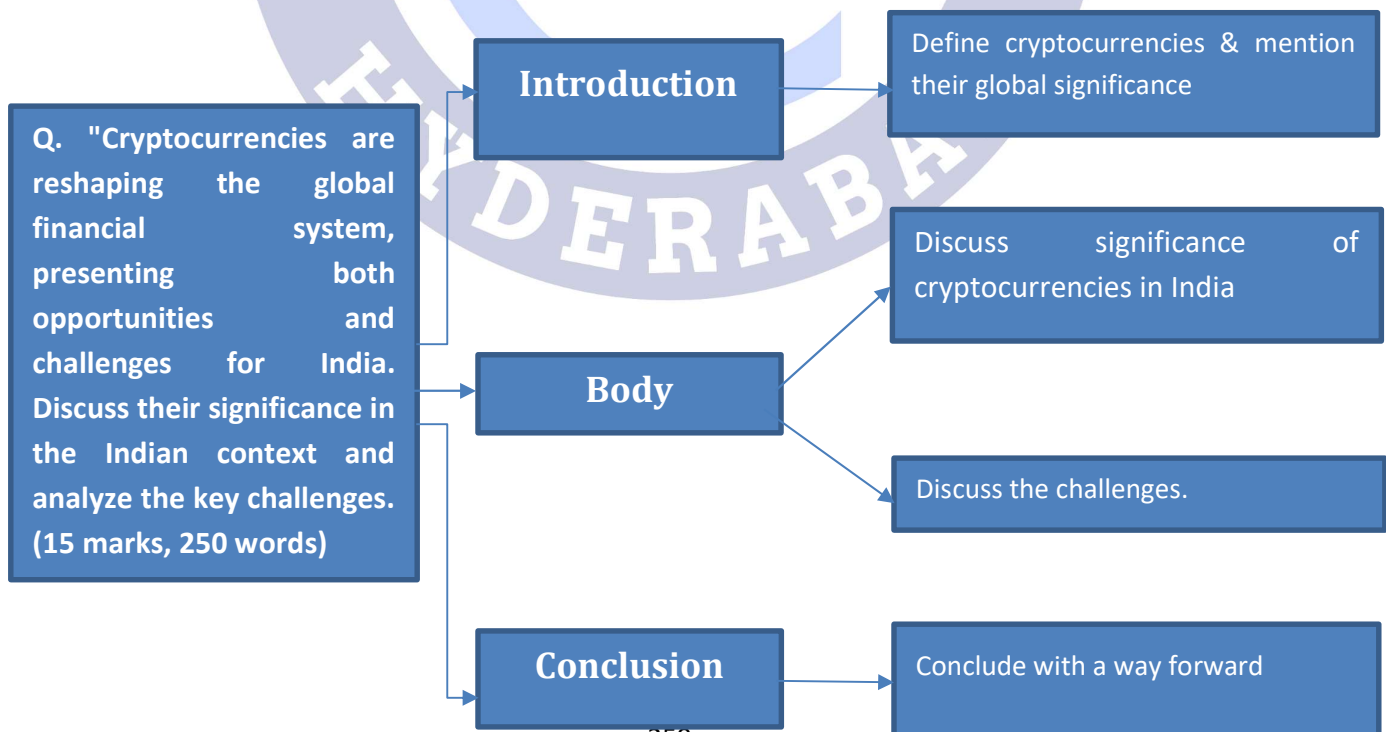 Q. "Cryptocurrencies are
reshaping the global
financial system,
presenting both
opportunities and
challenges for India.
Discuss their significance in
the Indian context and
analyze the key challenges.
(15 marks, 250 words)
Introduction
Define cryptocurrencies & mention
their global significance
Body
Discuss significance of
cryptocurrencies in India
Discuss the challenges.
Conclusion
Conclude with a way forward
HYDERABA